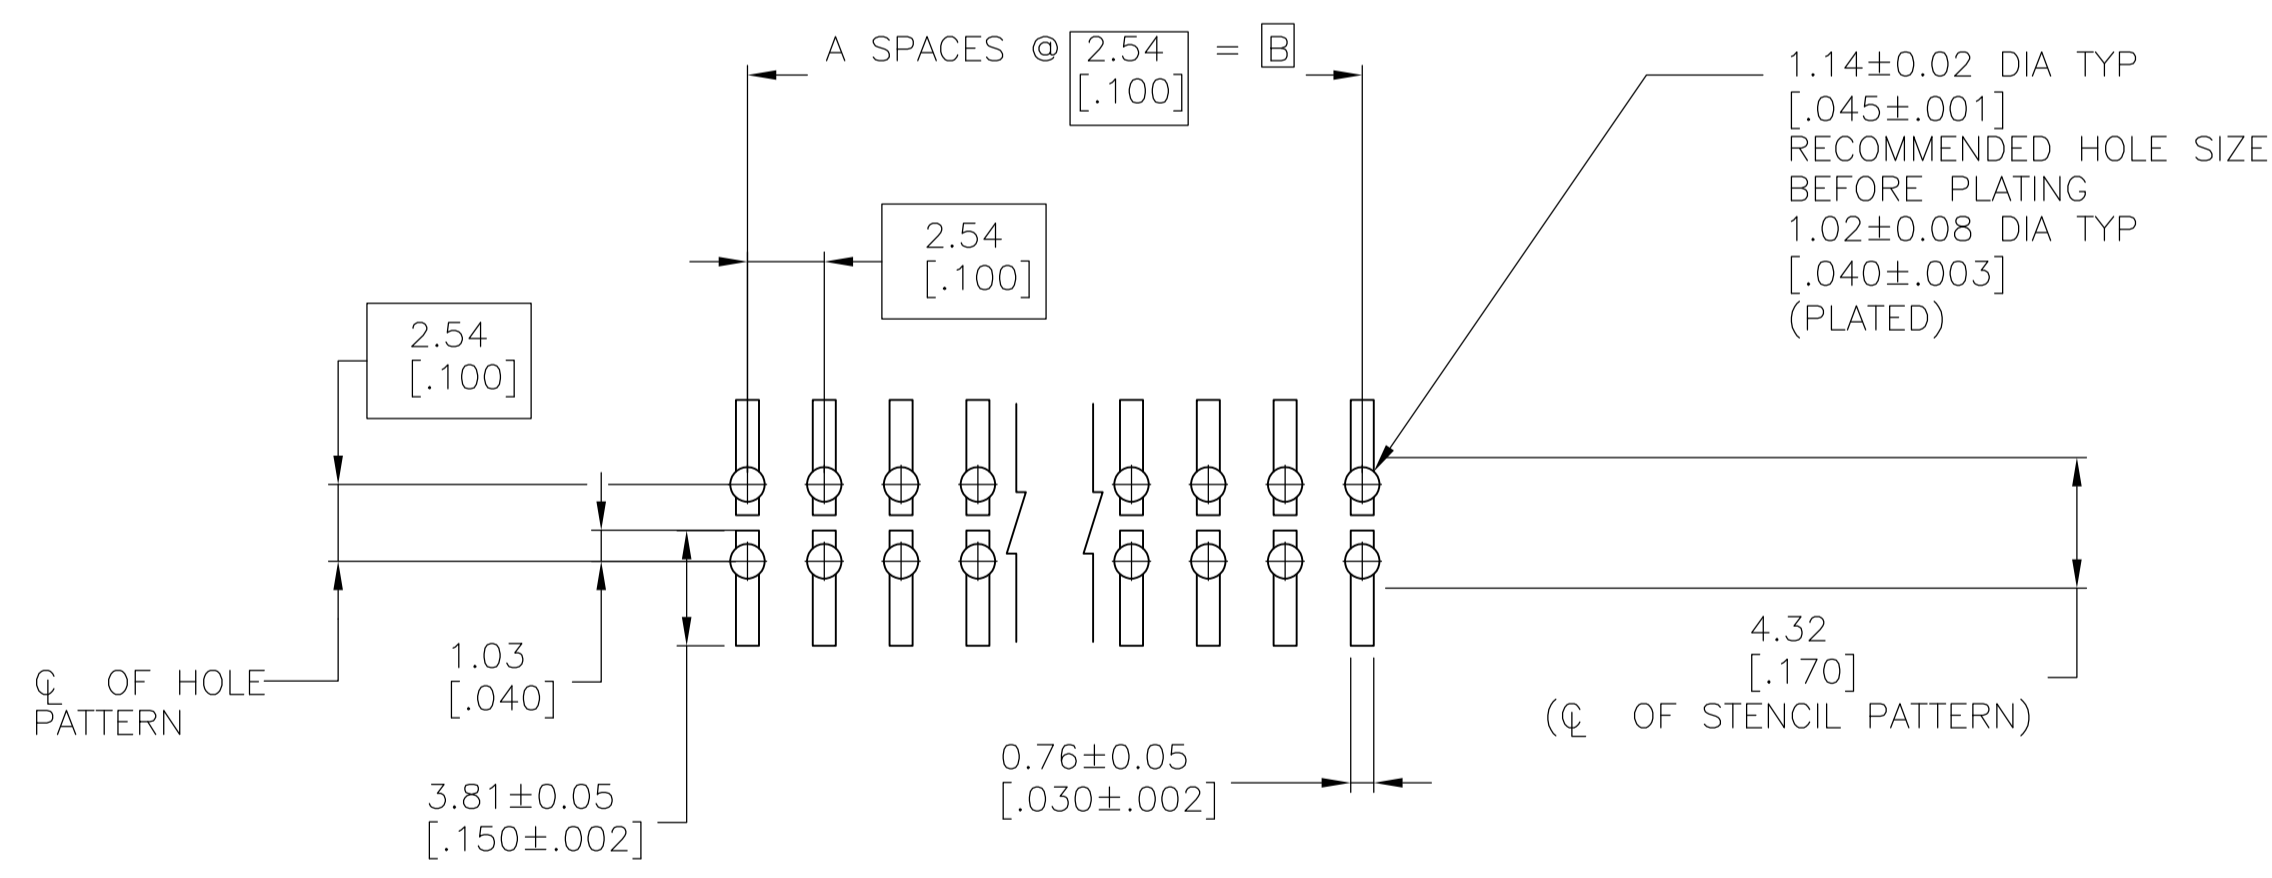 A SPACES @ 2.54 = B
[.100]
1.14±0.02 DIA TYP
[.045±.001]
RECOMMENDED HOLE SIZE
BEFORE PLATING
1.02±0.08 DIA TYP
[.040±.003]
(PLATED)
2.54
[.100]
2.54
[.100]
℄ OF HOLE
PATTERN
1.03
[.040]
3.81±0.05
[.150±.002]
0.76±0.05
[.030±.002]
4.32
[.170]
(℄ OF STENCIL PATTERN)